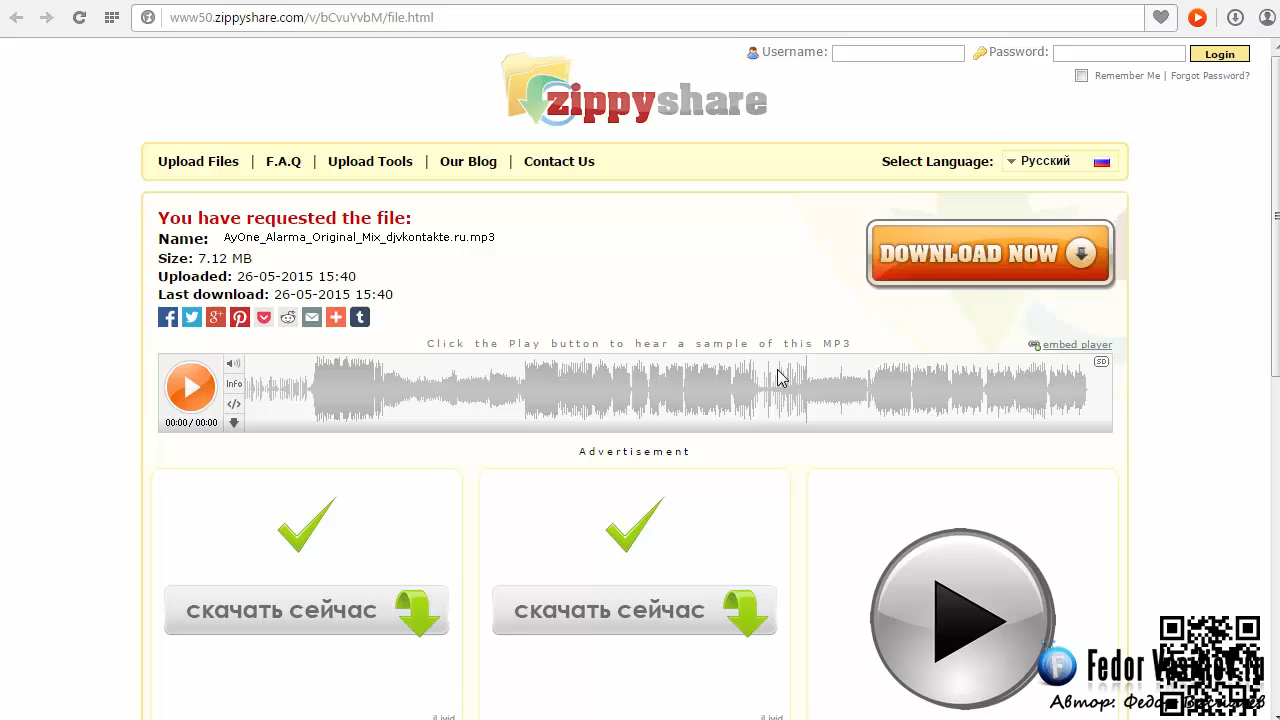 www50.zippyshare.com/v/bCvuYvbM/file.html
Username:
Password:
Login
Remember Me | Forgot Password?
zippyshare
Upload Files | F.A.Q | Upload Tools | Our Blog | Contact Us
Select Language: Русский
You have requested the file:
Name: AyOne_Alarma_Original_Mix_djvkontakte.ru.mp3
DOWNLOAD NOW
Size: 7.12 MB
Uploaded: 26-05-2015 15:40
Last download: 26-05-2015 15:40
Click the Play button to hear a sample of this MP3
embed player
SD
Info
00:00 / 00:00
Advertisement
скачать сейчас
скачать сейчас
Fedor
iLivid
iLivid
Автор: Федор